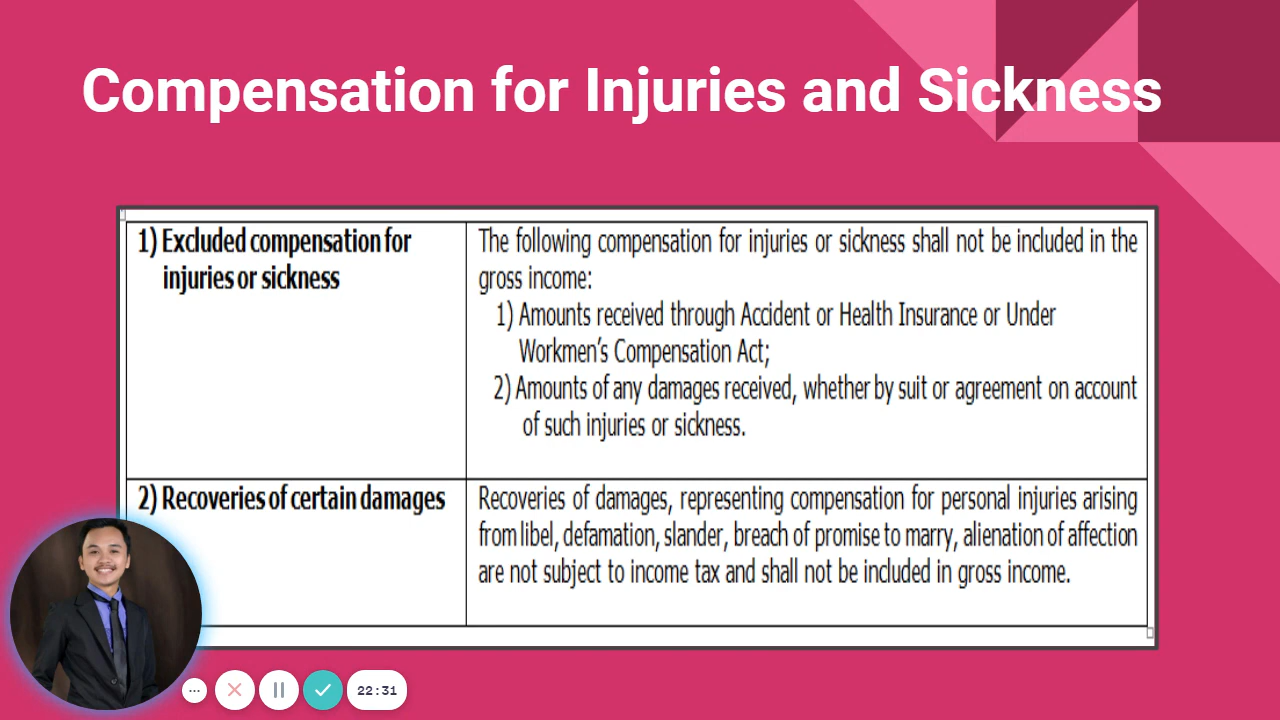 Compensation for Injuries and Sickness
1) Excluded compensation for
injuries or sickness
The following compensation for injuries or sickness shall not be included in the
gross income:
1) Amounts received through Accident or Health Insurance or Under
Workmen's Compensation Act;
2) Amounts of any damages received, whether by suit or agreement on account
of such injuries or sickness.
2) Recoveries of certain damages
Recoveries of damages, representing compensation for personal injuries arising
from libel, defamation, slander, breach of promise to marry, alienation of affection
are not subject to income tax and shall not be included in gross income.
22:31